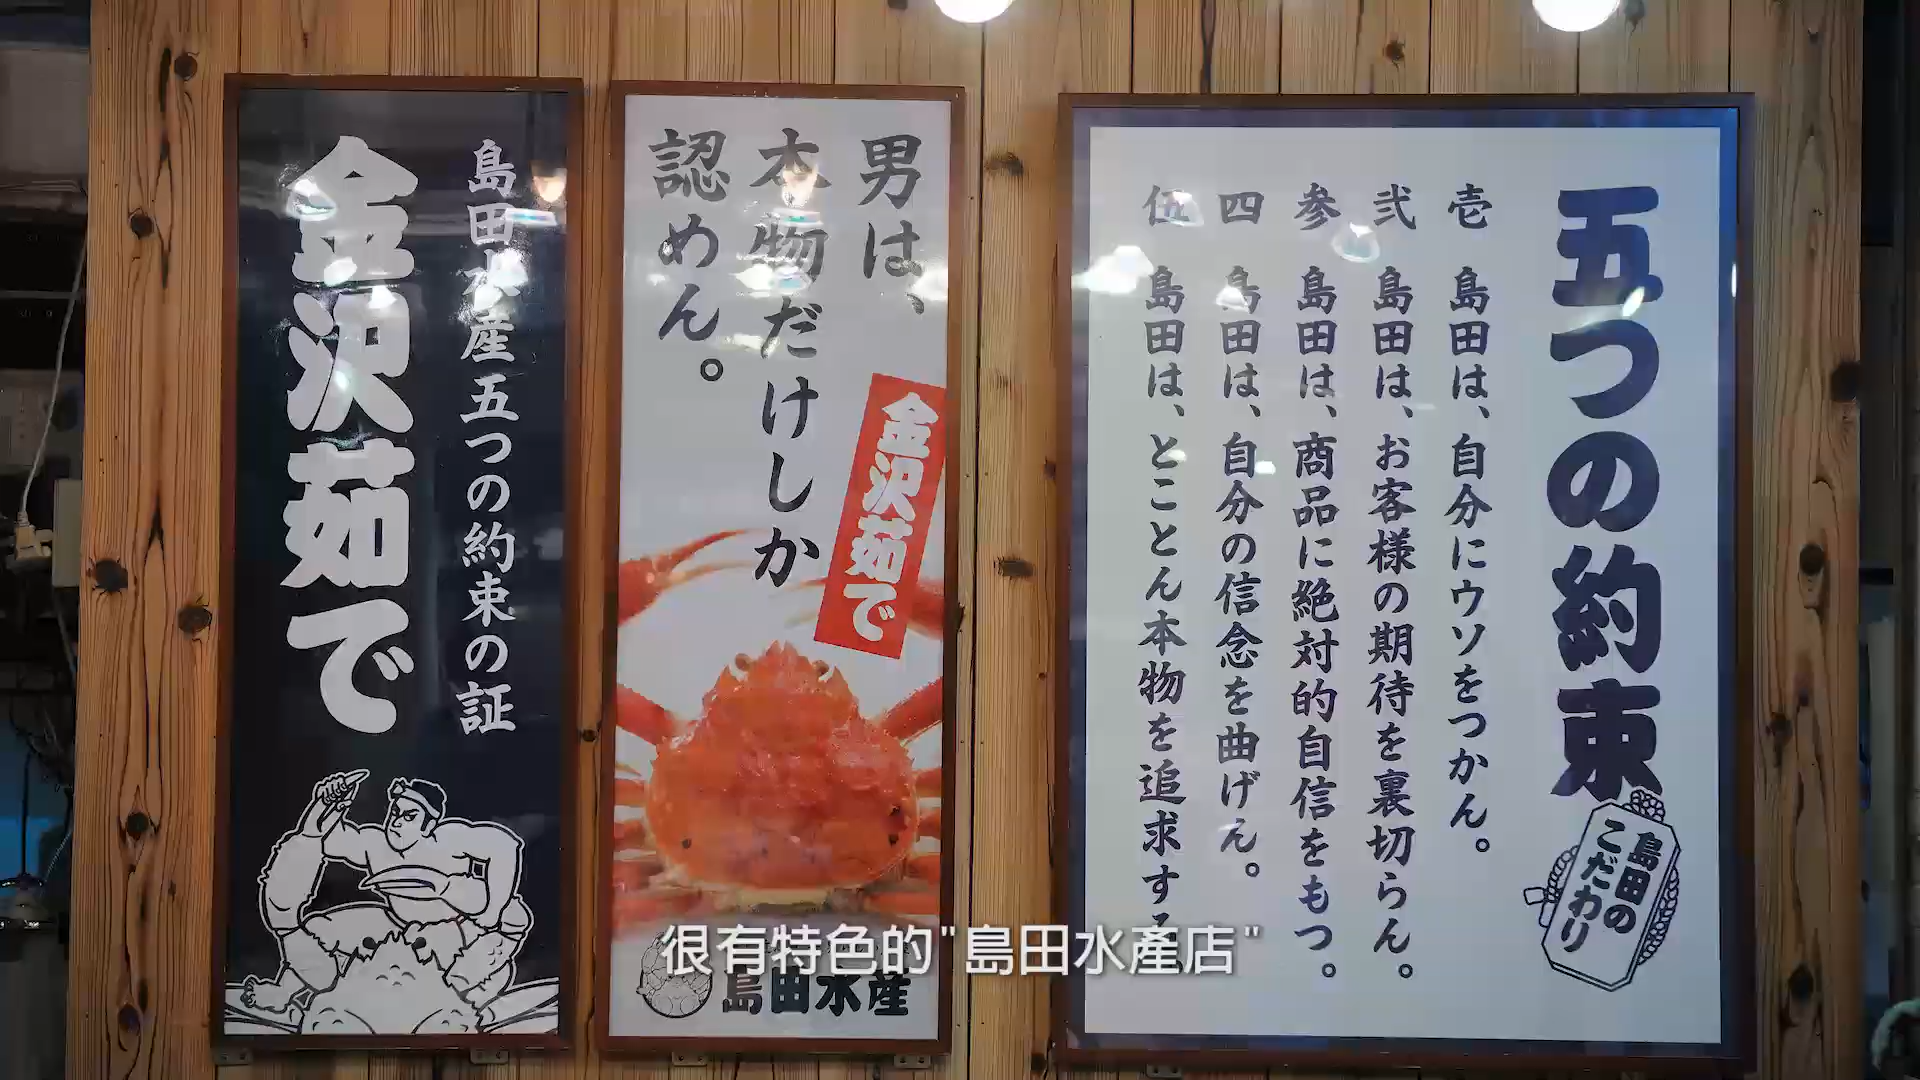 五つの約束
島田の
こだわり
壱 島田は、自分にウソをつかん。
弐 島田は、お客様の期待を裏切らん。
参 島田は、商品に絶対的自信をもつ。
四 島田は、自分の信念を曲げん。
伍 島田は、とことん本物を追求する
男は、
本物だけしか
認めん。
金沢茹で
島田水産
島田水産五つの約束の証
金沢茹で
很有特色的"島田水產店"